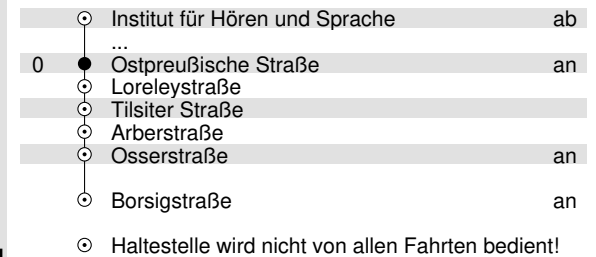 Institut für Hören und Sprache ab
...
0 Ostpreußische Straße an
Loreleystraße
Tilsiter Straße
Arberstraße
Osserstraße an
Borsigstraße an
Haltestelle wird nicht von allen Fahrten bedient!